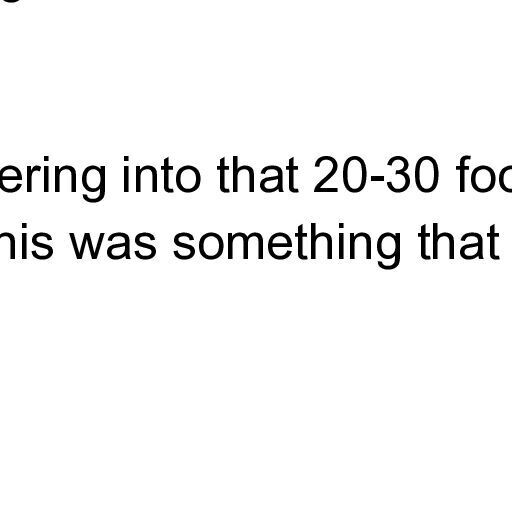 ering into that 20-30 foo
his was something that